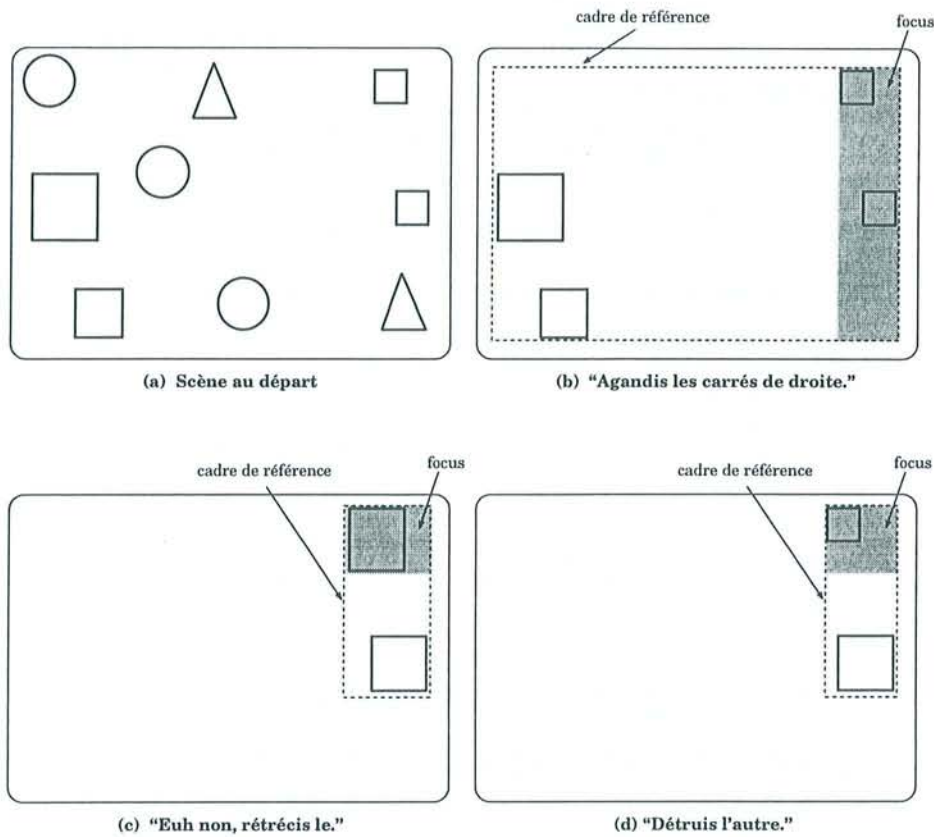 cadre de référence
focus
(a) Scène au départ
(b) “Agandis les carrés de droite.”
cadre de référence
focus
cadre de référence
focus
(c) “Euh non, rétrécis le.”
(d) “Détruis l'autre.”